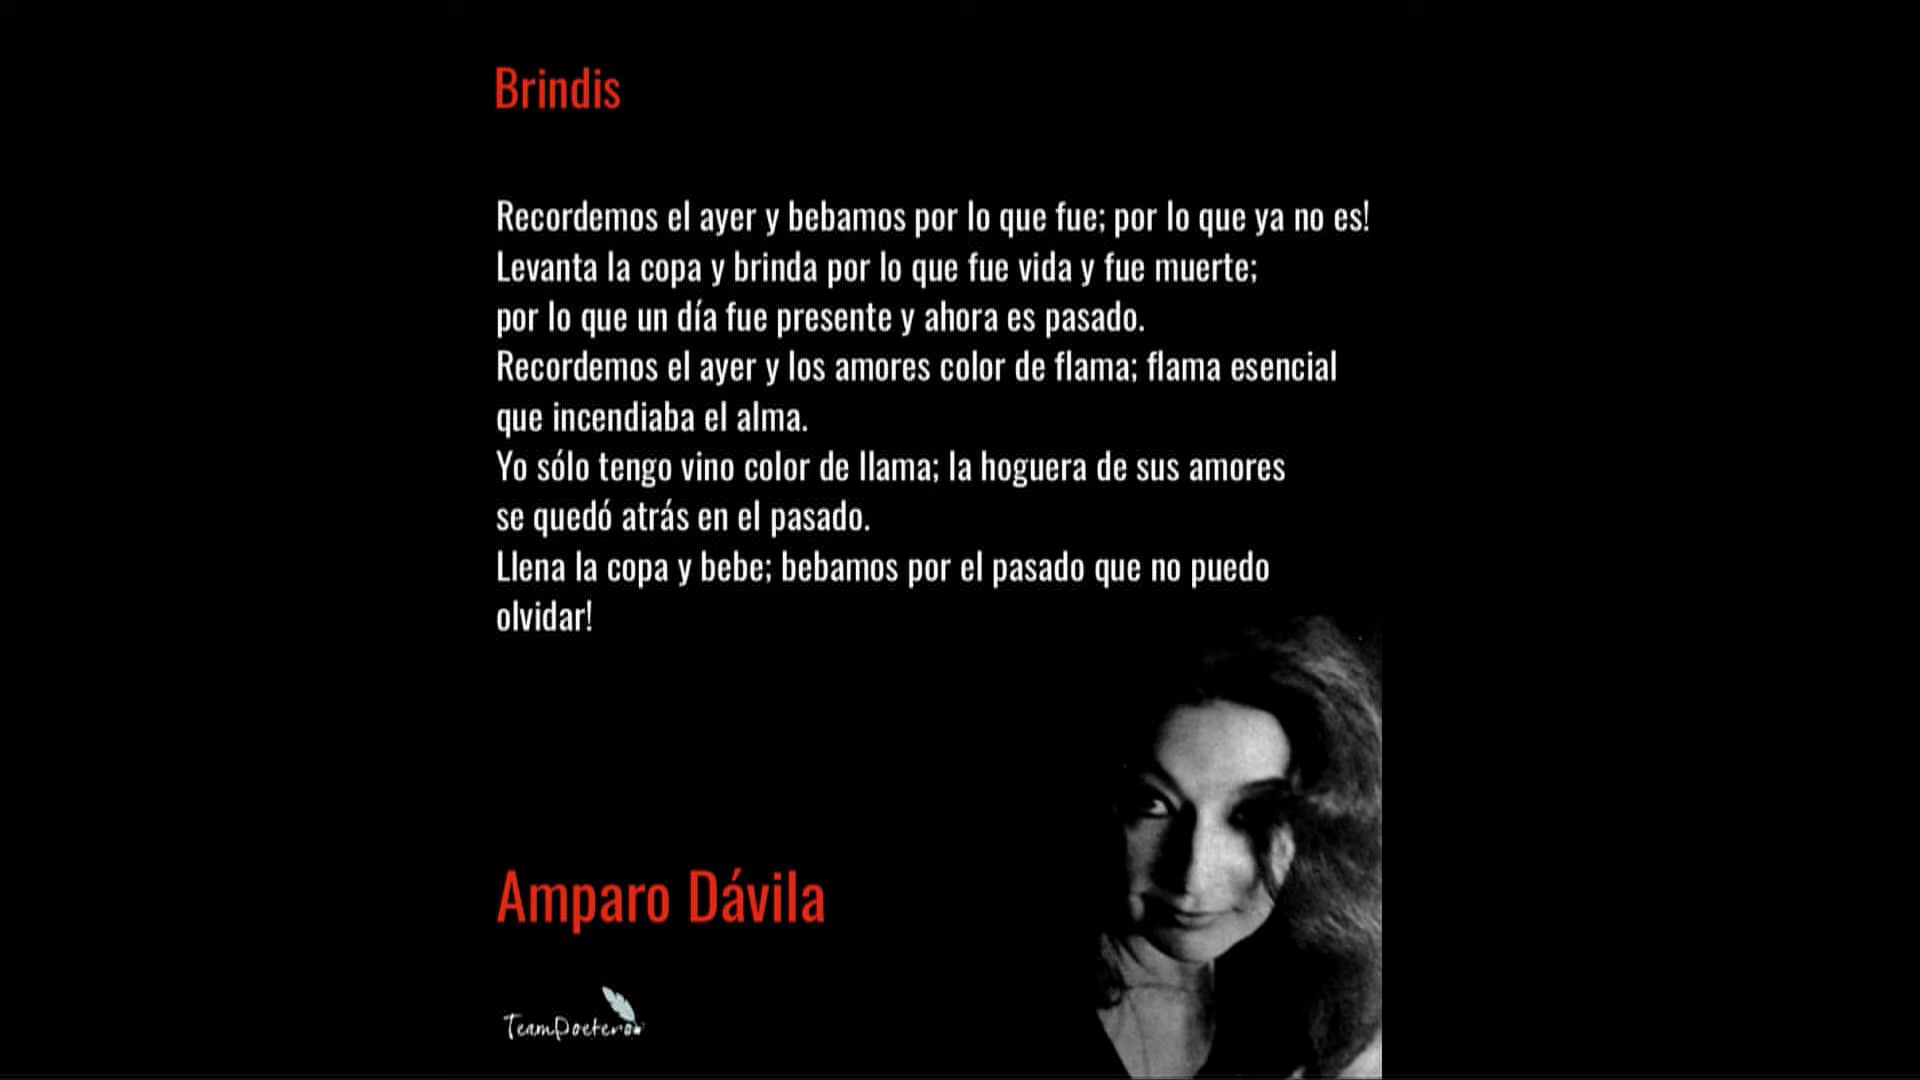 Brindis
Recordemos el ayer y bebamos por lo que fue; por lo que ya no es!
Levanta la copa y brinda por lo que fue vida y fue muerte;
por lo que un día fue presente y ahora es pasado.
Recordemos el ayer y los amores color de flama; flama esencial
que incendiaba el alma.
Yo sólo tengo vino color de llama; la hoguera de sus amores
se quedó atrás en el pasado.
Llena la copa y bebe; bebamos por el pasado que no puedo
olvidar!
Amparo Dávila
TeamPoetero